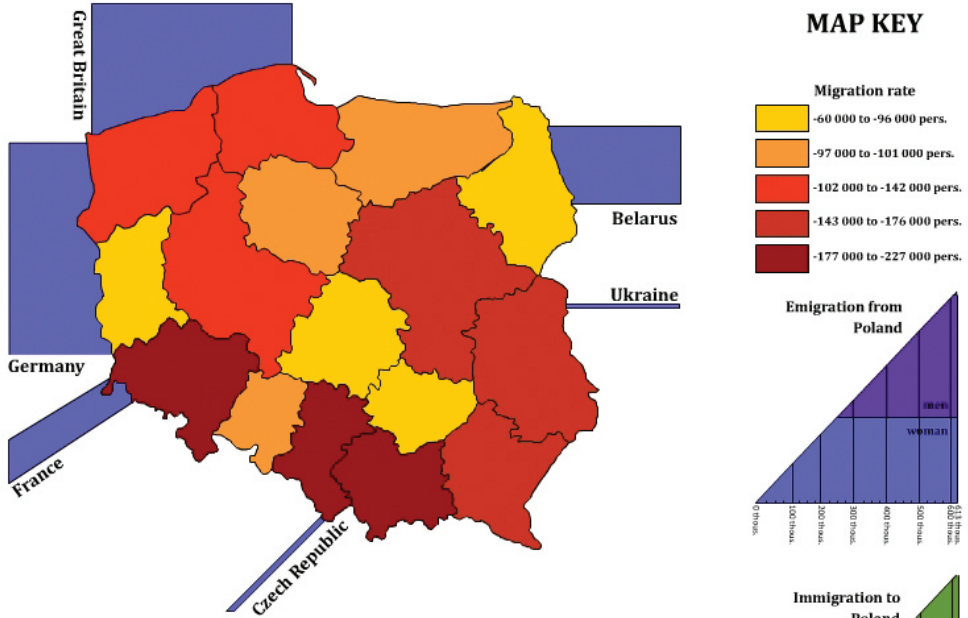 MAP KEY
Migration rate
-60 000 to -96 000 pers.
-97 000 to -101 000 pers.
-102 000 to -142 000 pers.
-143 000 to -176 000 pers.
-177 000 to -227 000 pers.
Great Britain
Belarus
Ukraine
Germany
France
Czech Republic
Emigration from
Poland
men
woman
0 thous.
100 thous.
200 thous.
300 thous.
400 thous.
500 thous.
600 thous.
613 thous.
Immigration to
Poland